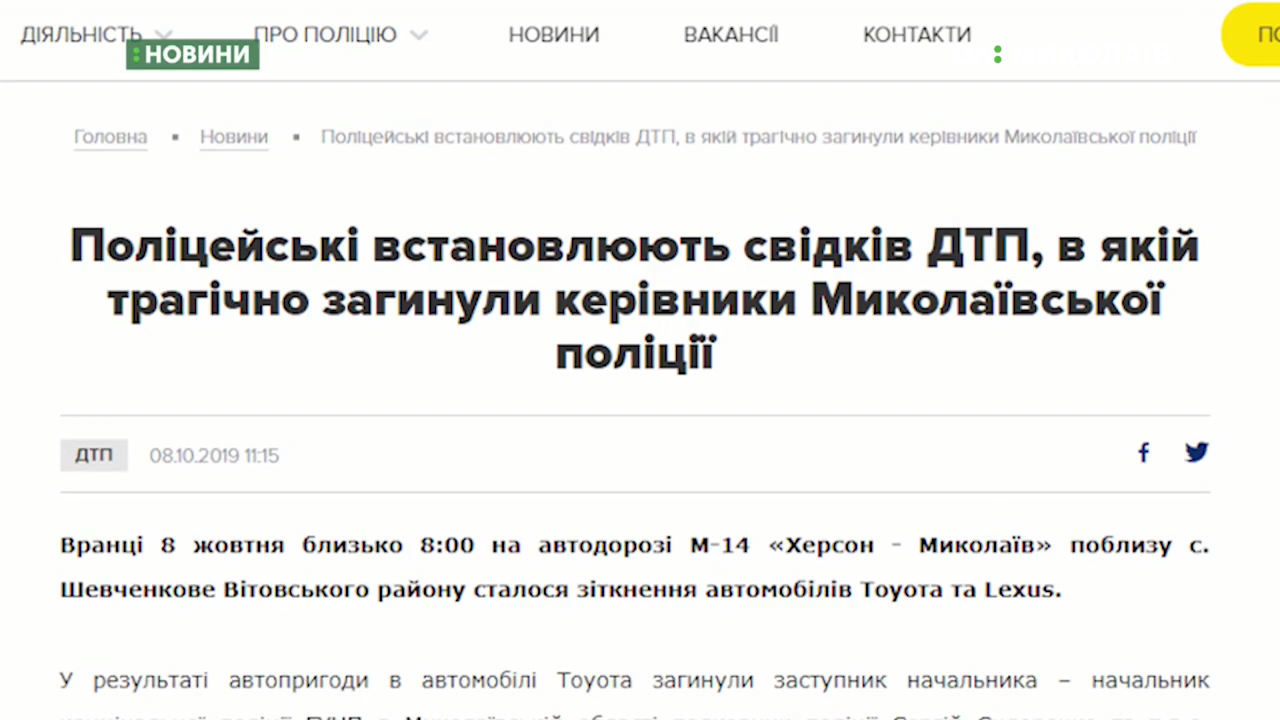 ДІЯЛЬНІСТЬ ПРО ПОЛІЦІЮ НОВИНИ ВАКАНСІЇ КОНТАКТИ
НОВИНИ
Головна ▪ Новини ▪ Поліцейські встановлюють свідків ДТП, в якій трагічно загинули керівники Миколаївської поліції
Поліцейські встановлюють свідків ДТП, в якій
трагічно загинули керівники Миколаївської
поліції
ДТП 08.10.2019 11:15
Вранці 8 жовтня близько 8:00 на автодорозі М-14 «Херсон - Миколаїв» поблизу с.
Шевченкове Вітовського району сталося зіткнення автомобілів Toyota та Lexus.
У результаті автопригоди в автомобілі Toyota загинули заступник начальника – начальник